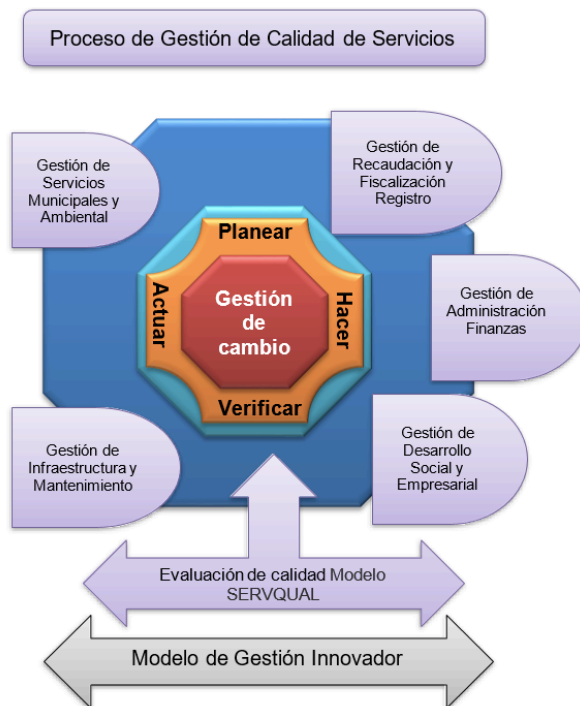 Proceso de Gestión de Calidad de Servicios
Gestión de
Servicios
Municipales y
Ambiental
Gestión de
Recaudación y
Fiscalización
Registro
Planear
Actuar
Gestión
de
cambio
Hacer
Verificar
Gestión de
Administración
Finanzas
Gestión de
Infraestructura y
Mantenimiento
Gestión de
Desarrollo
Social y
Empresarial
Evaluación de calidad Modelo
SERVQUAL
Modelo de Gestión Innovador